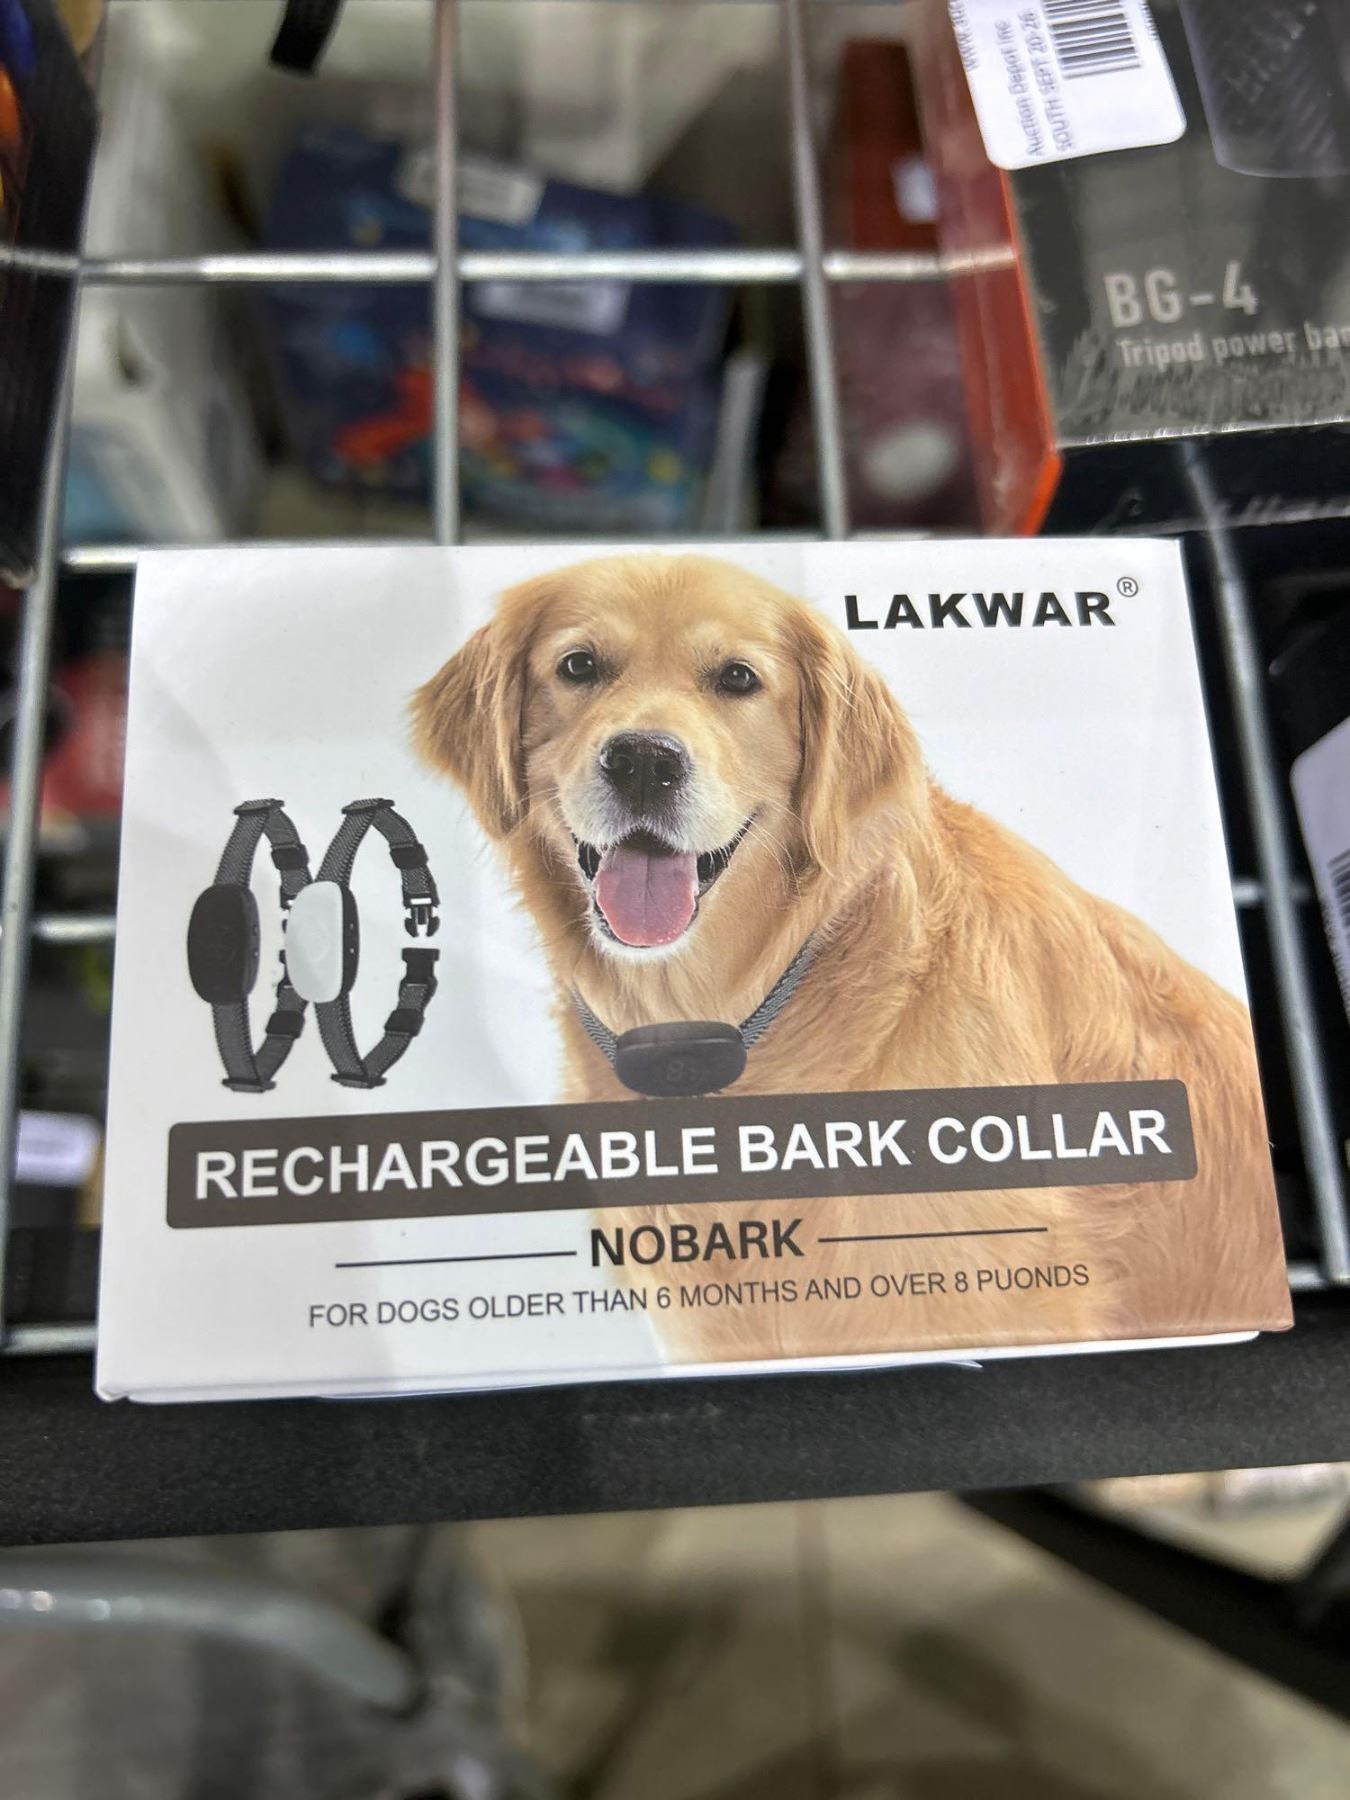 Auction Depot Inc
SOUTH SEPT 20-26
BG-4
Tripod power
LAKWAR®
RECHARGEABLE BARK COLLAR
NOBARK
FOR DOGS OLDER THAN 6 MONTHS AND OVER 8 PUONDS